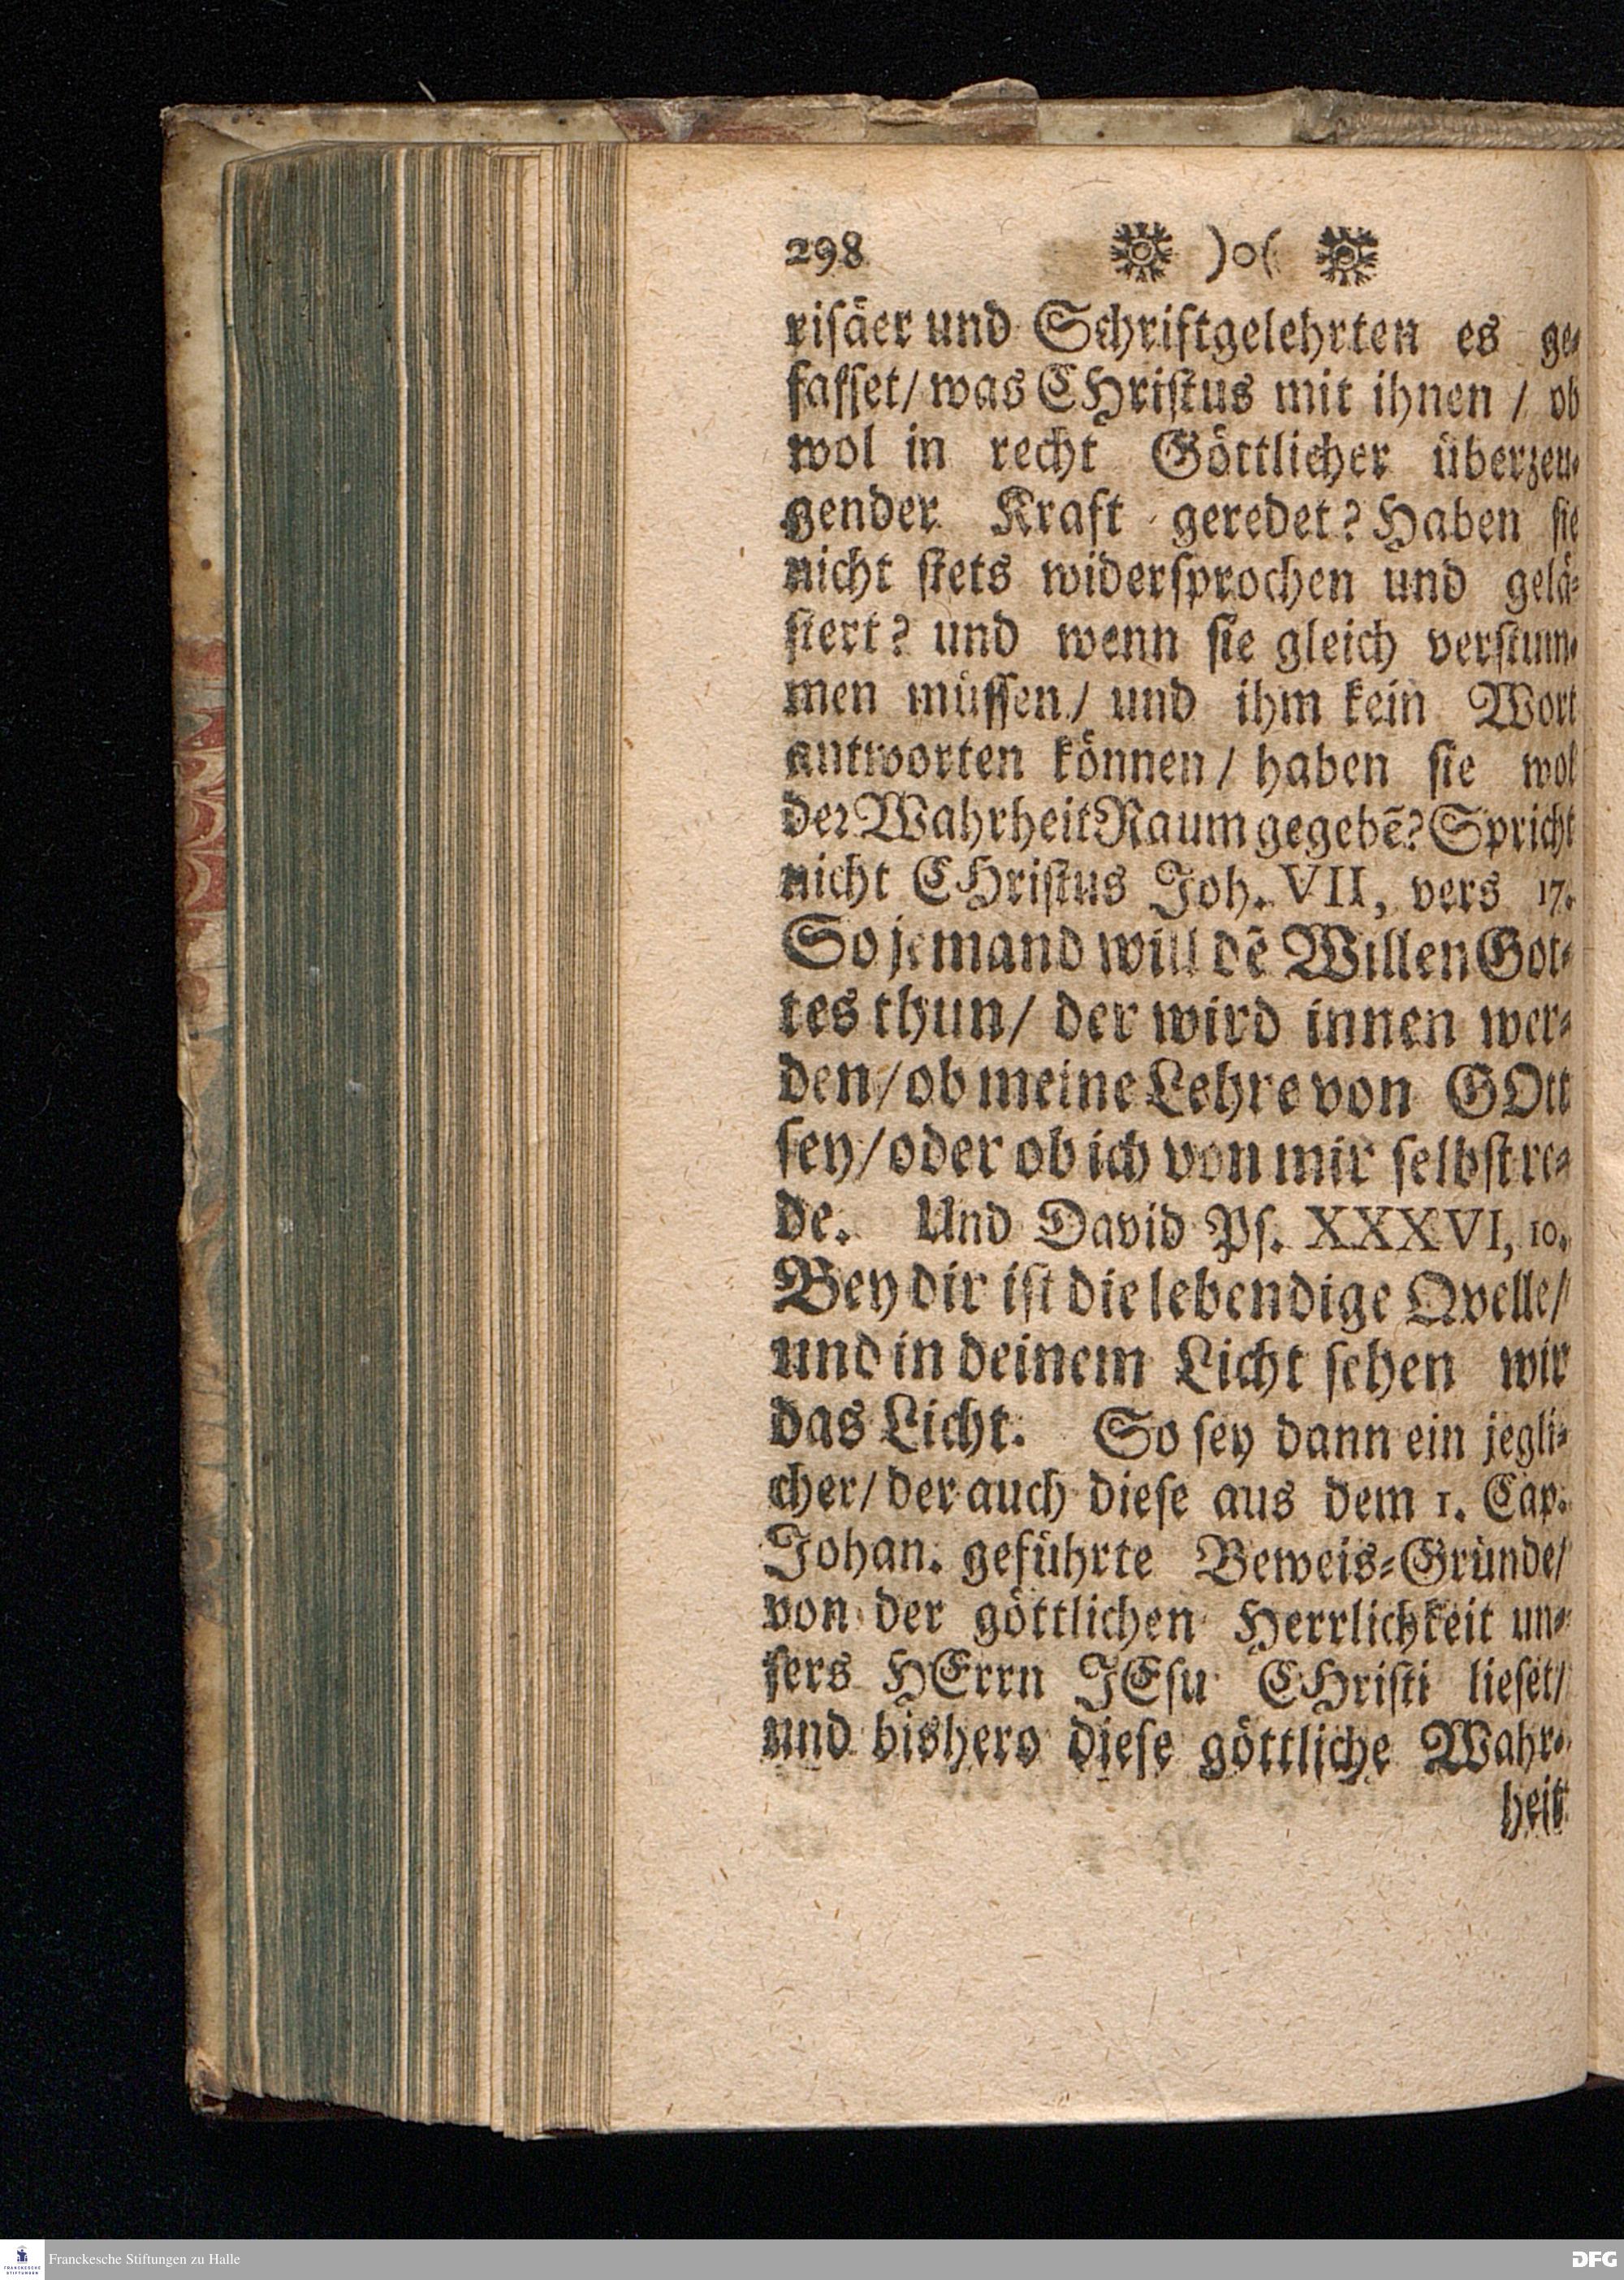 298 )o(
riſäer und Schriftgelehrten es ge-
faſſet/ was CHriſtus mit ihnen / ob
wol in recht Göttlicher überzeu-
gender Kraft geredet? Haben ſie
nicht ſtets widerſprochen und gelä-
ſtert? und wenn ſie gleich verſtum-
men müſſen/ und ihm kein Wort
antworten können/ haben ſie wol
der Wahrheit Raum gegebẽ? Spricht
nicht CHriſtus Joh. VII, vers 17.
So jemand will dẽ Willen Got-
tes thun/ der wird innen wer-
den/ ob meine Lehre von GOtt
ſey/ oder ob ich von mir ſelbſt re-
de. Und David Pſ. XXXVI, 10.
Bey dir iſt die lebendige Qvelle/
und in deinem Licht ſehen wir
das Licht. So ſey dann ein jegli-
cher/ der auch dieſe aus dem 1. Cap.
Johan. geführte Beweis-Gründe/
von der göttlichen Herrlichkeit un-
ſers HErrn JEſu CHriſti lieſet/
und bishero dieſe göttliche Wahr-
heit
Franckesche Stiftungen zu Halle
DFG